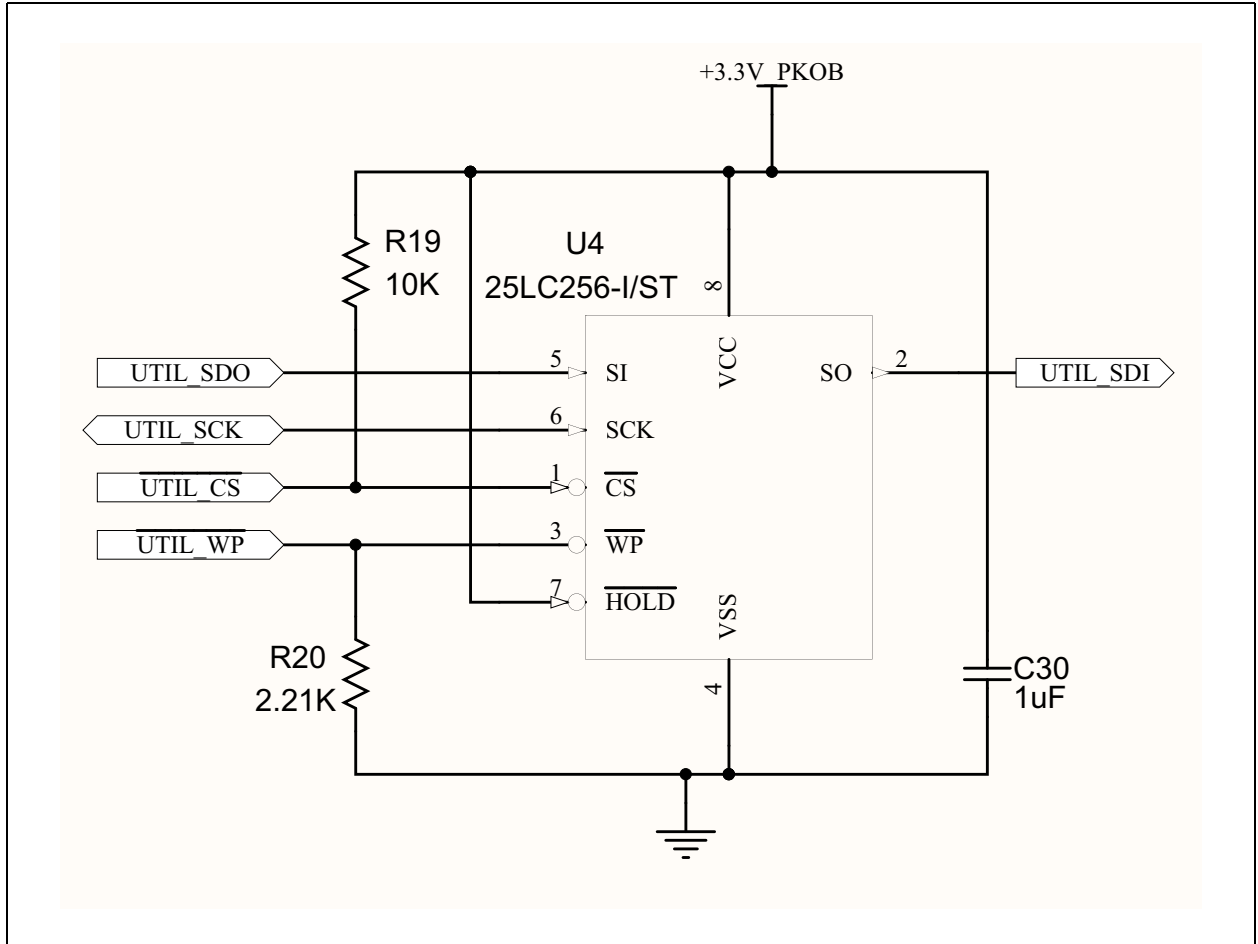 +3.3V_PKOB
R19
10K
U4
25LC256-I/ST
8
VCC
UTIL_SDO
5
SI
SO
2
UTIL_SDI
UTIL_SCK
6
SCK
UTIL_CS
1
CS
UTIL_WP
3
WP
7
HOLD
VSS
4
R20
2.21K
C30
1uF